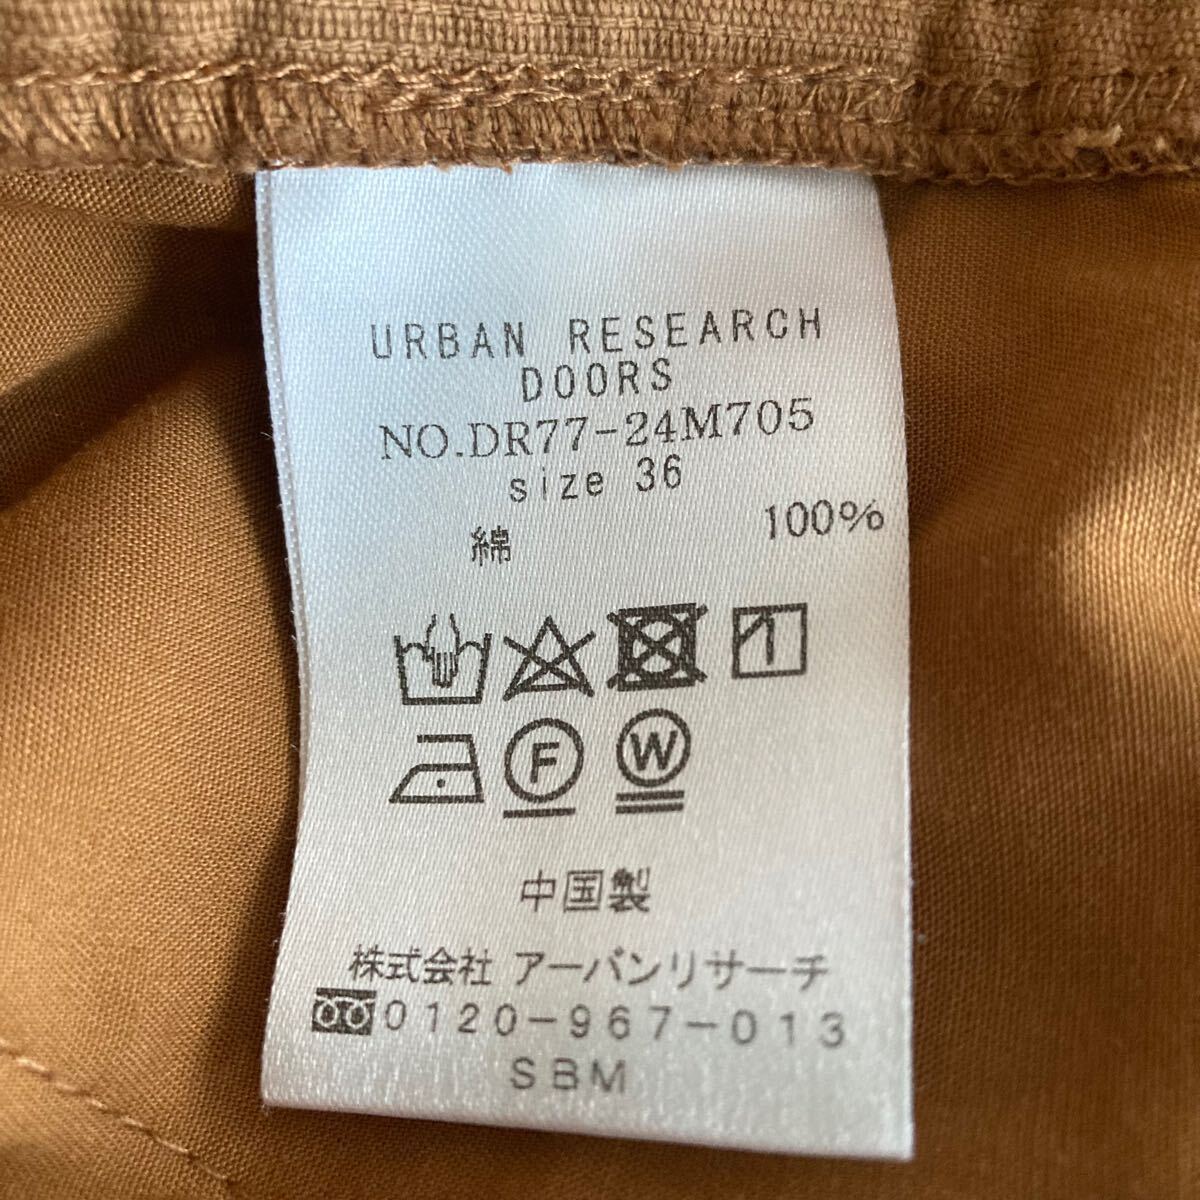 URBAN RESEARCH
DOORS
NO.DR77-24M705
size 36
綿 100%
F W
中国製
株式会社 アーバンリサーチ
0120-967-013
SBM